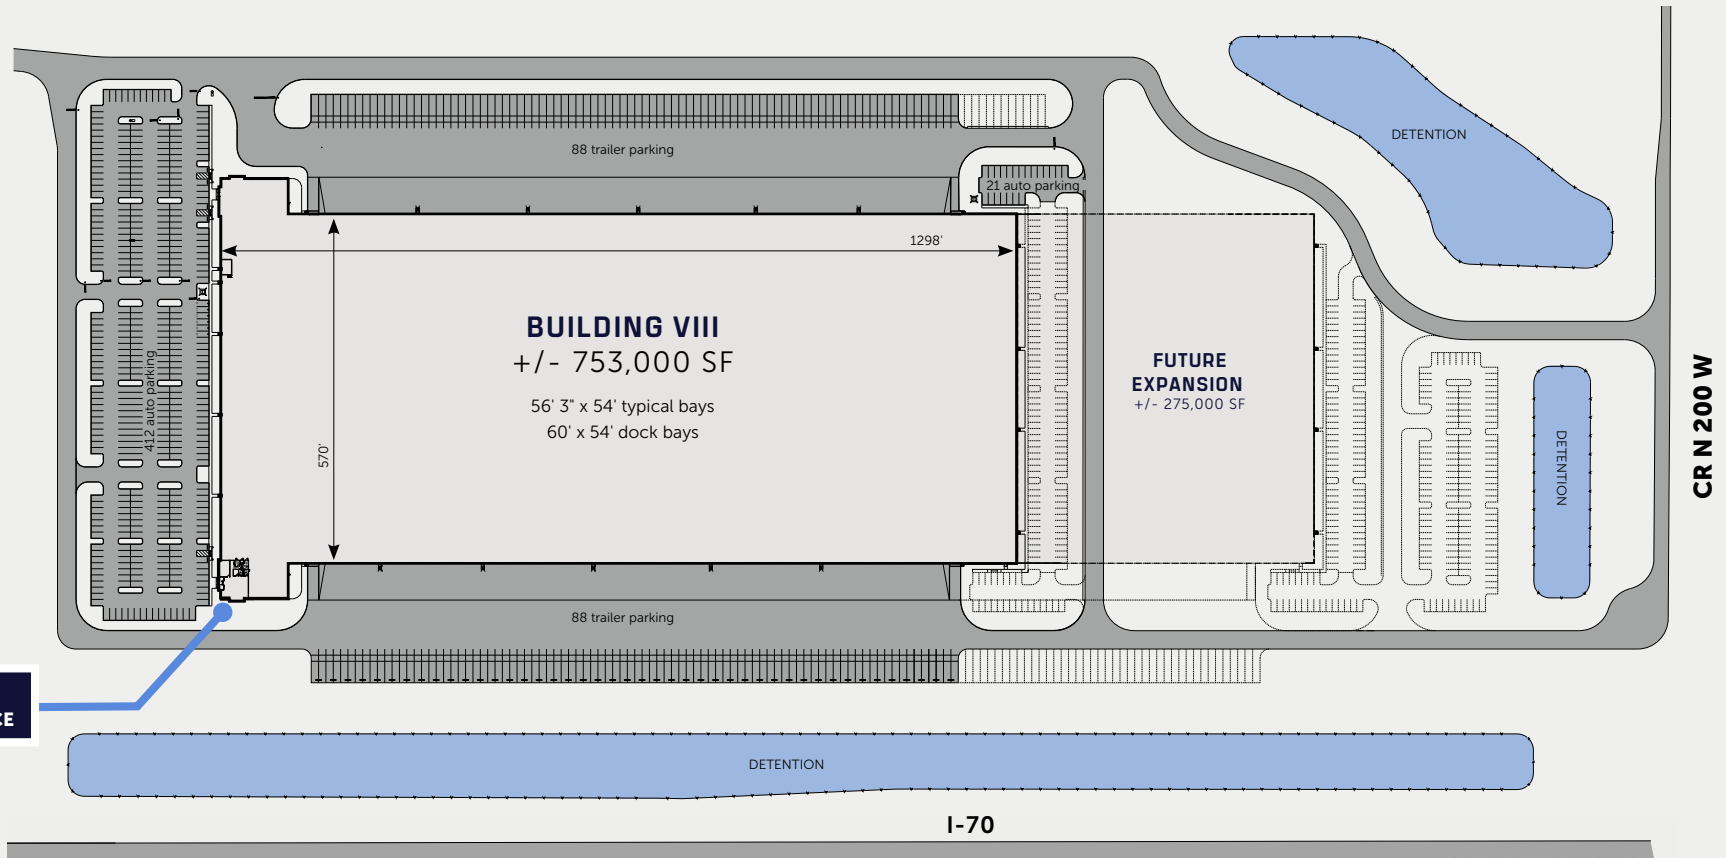 DETENTION
88 trailer parking
21 auto parking
1298'
BUILDING VIII
+/- 753,000 SF
56' 3" x 54' typical bays
60' x 54' dock bays
570'
412 auto parking
FUTURE
EXPANSION
+/- 275,000 SF
DETENTION
CR N 200 W
88 trailer parking
DETENTION
I-70